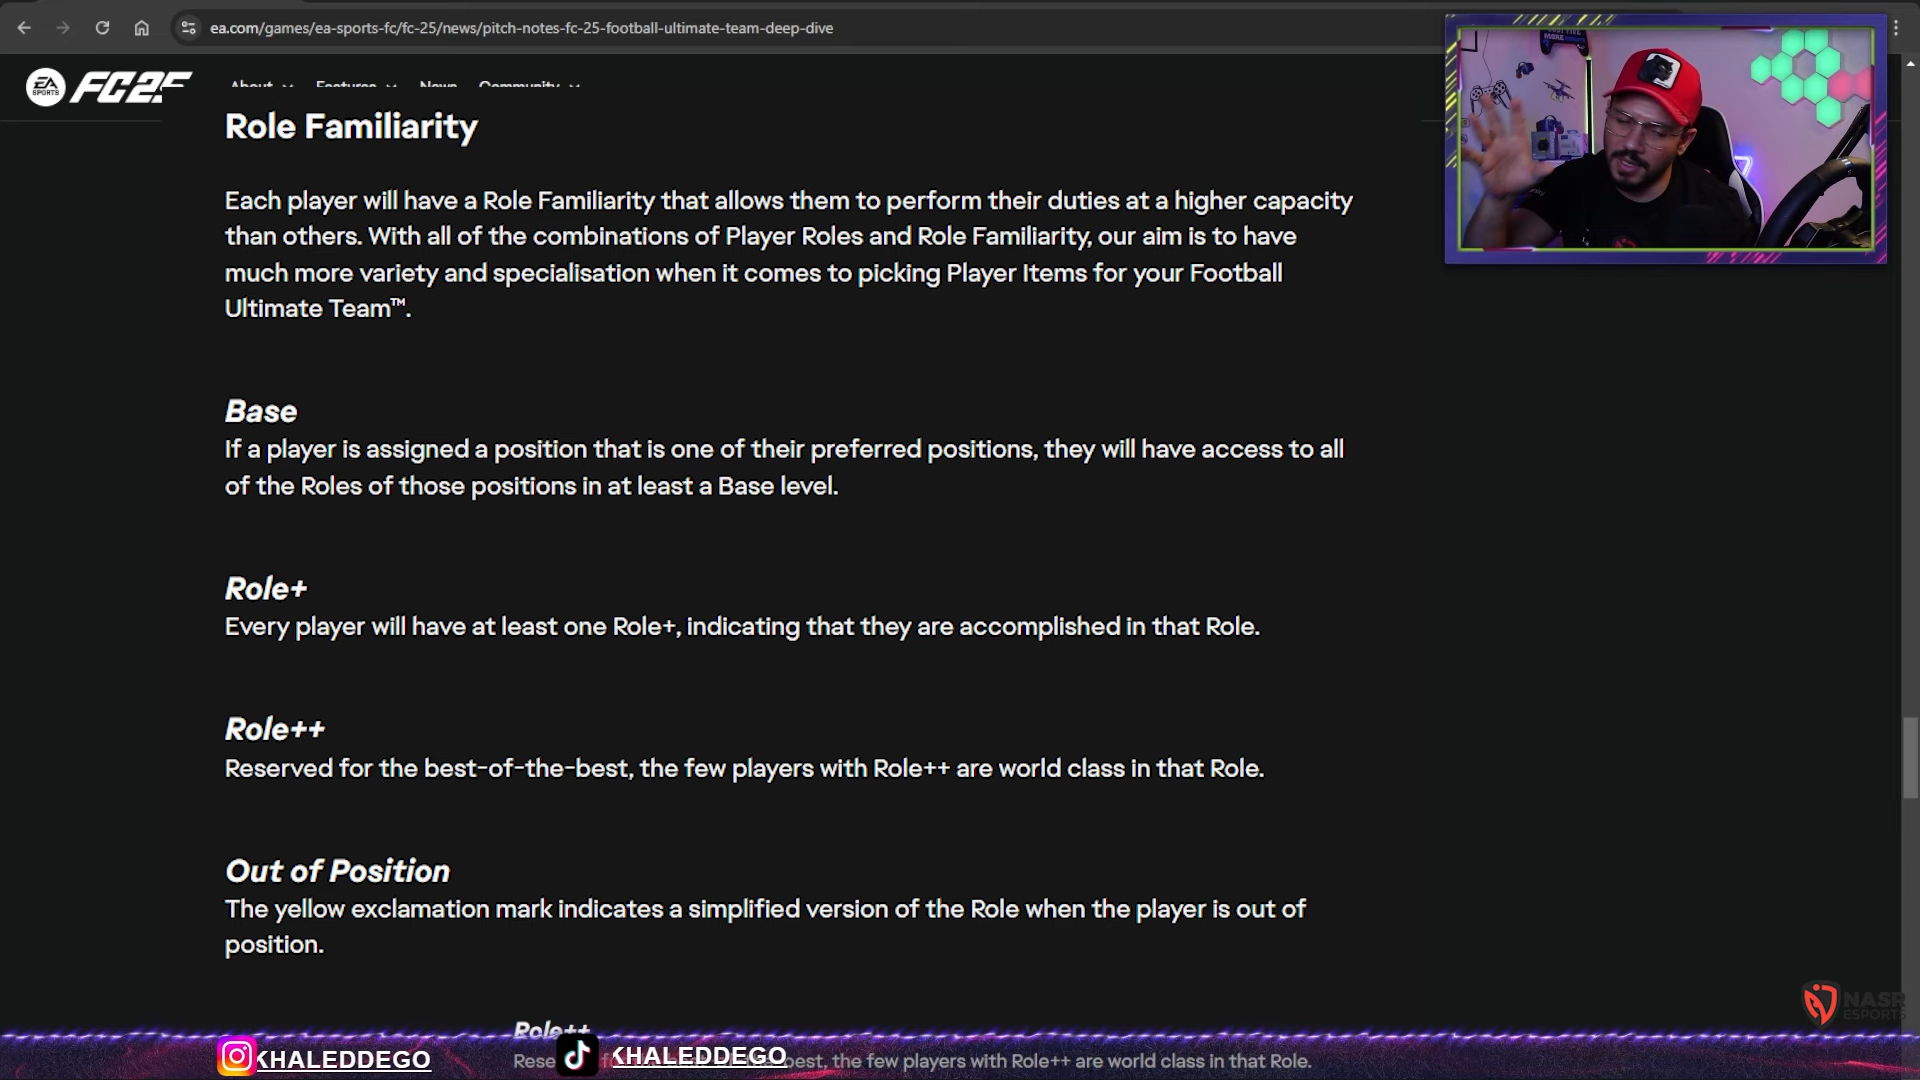 ea.com/games/ea-sports-fc/fc-25/news/pitch-notes-fc-25-football-ultimate-team-deep-dive
EA SPORTS FC25 About Features News Community
Role Familiarity
Each player will have a Role Familiarity that allows them to perform their duties at a higher capacity
than others. With all of the combinations of Player Roles and Role Familiarity, our aim is to have
much more variety and specialisation when it comes to picking Player Items for your Football
Ultimate Team™.
Base
If a player is assigned a position that is one of their preferred positions, they will have access to all
of the Roles of those positions in at least a Base level.
Role+
Every player will have at least one Role+, indicating that they are accomplished in that Role.
Role++
Reserved for the best-of-the-best, the few players with Role++ are world class in that Role.
Out of Position
The yellow exclamation mark indicates a simplified version of the Role when the player is out of
position.
NASR
ESPORTS
Role++
KHALEDDEGO
KHALEDDEGO
the few players with Role++ are world class in that Role.